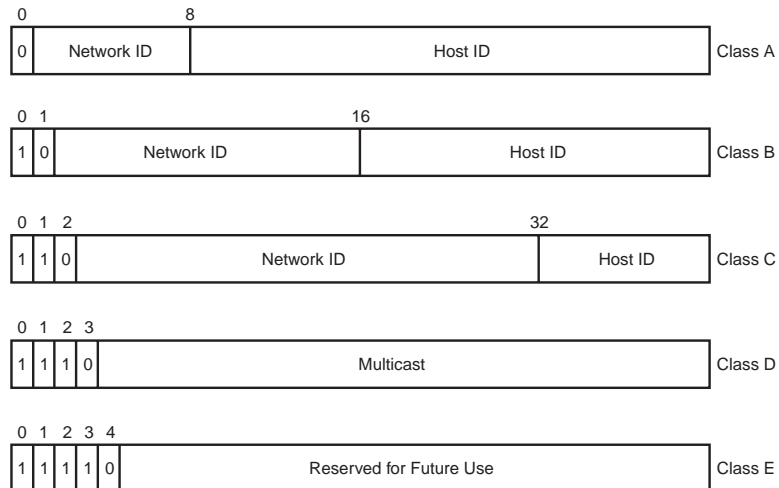 0 8
0 Network ID Host ID Class A
0 1 16
1 0 Network ID Host ID Class B
0 1 2 32
1 1 0 Network ID Host ID Class C
0 1 2 3
1 1 1 0 Multicast Class D
0 1 2 3 4
1 1 1 1 0 Reserved for Future Use Class E